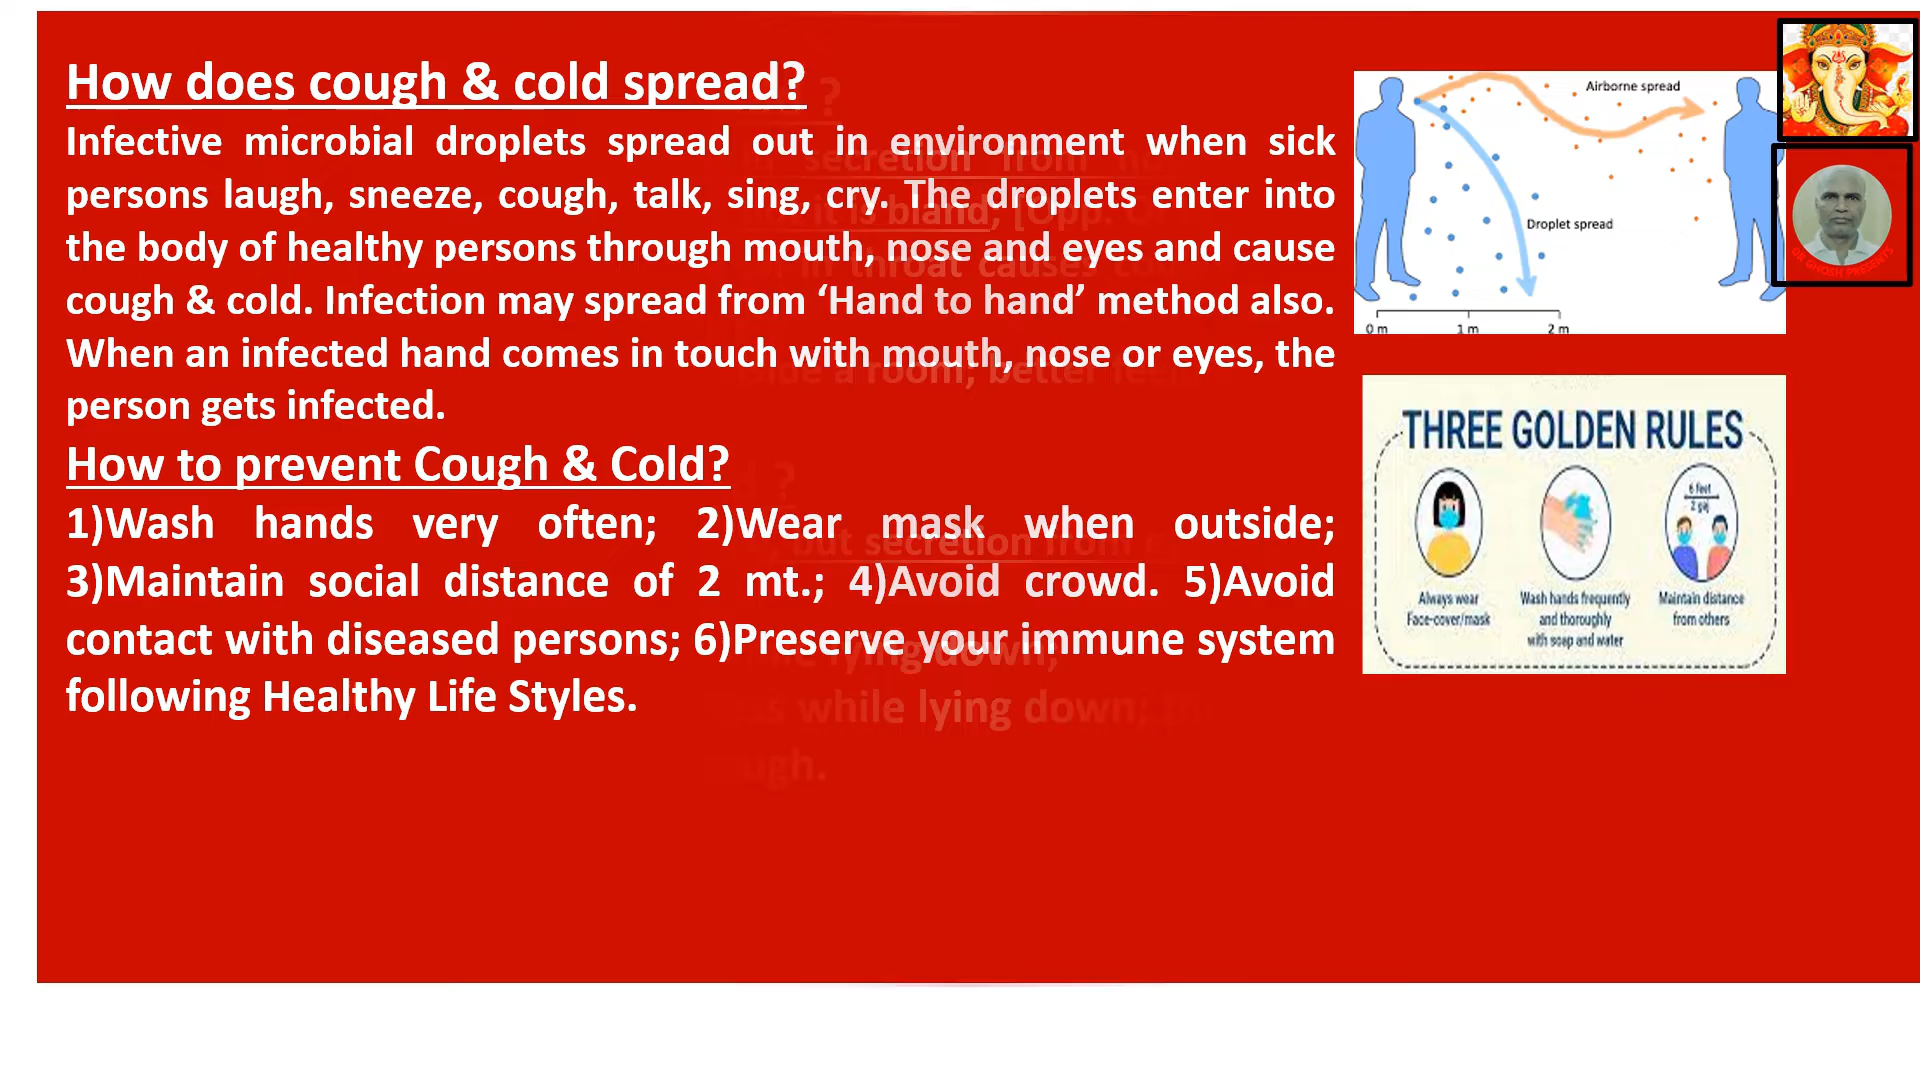 How does cough & cold spread?
Infective microbial droplets spread out in environment when sick
persons laugh, sneeze, cough, talk, sing, cry. The droplets enter into
the body of healthy persons through mouth, nose and eyes and cause
cough & cold. Infection may spread from ‘Hand to hand’ method also.
When an infected hand comes in touch with mouth, nose or eyes, the
person gets infected.
How to prevent Cough & Cold?
1)Wash hands very often; 2)Wear mask when outside;
3)Maintain social distance of 2 mt.; 4)Avoid crowd. 5)Avoid
contact with diseased persons; 6)Preserve your immune system
following Healthy Life Styles.
Airborne spread
Droplet spread
0 m 1 m 2 m
THREE GOLDEN RULES
6 feet
2 gaj
Always wear
Face-cover/mask
Wash hands frequently
and thoroughly
with soap and water
Maintain distance
from others
DR GHOSH PRESENTS